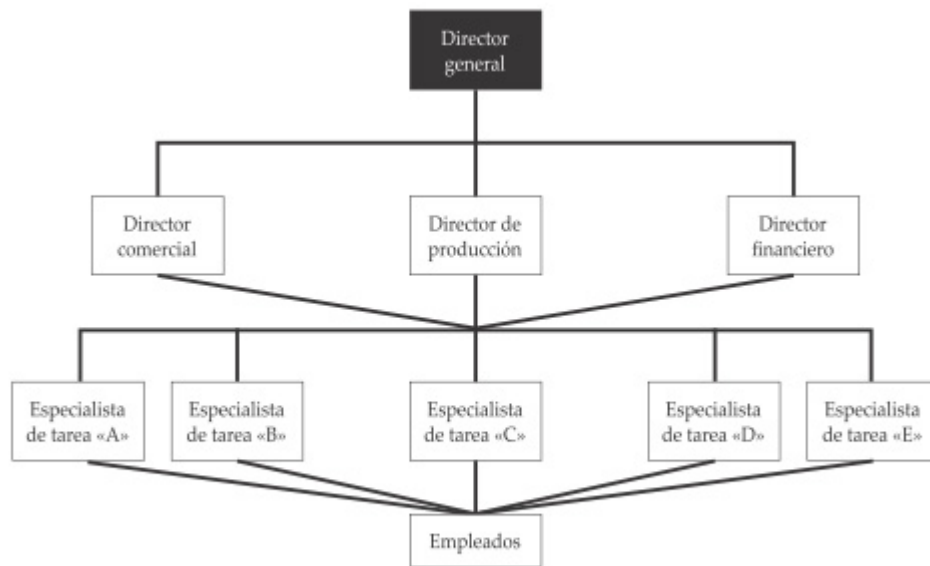 Director
general
Director
comercial
Director de
producción
Director
financiero
Especialista
de tarea «A»
Especialista
de tarea «B»
Especialista
de tarea «C»
Especialista
de tarea «D»
Especialista
de tarea «E»
Empleados